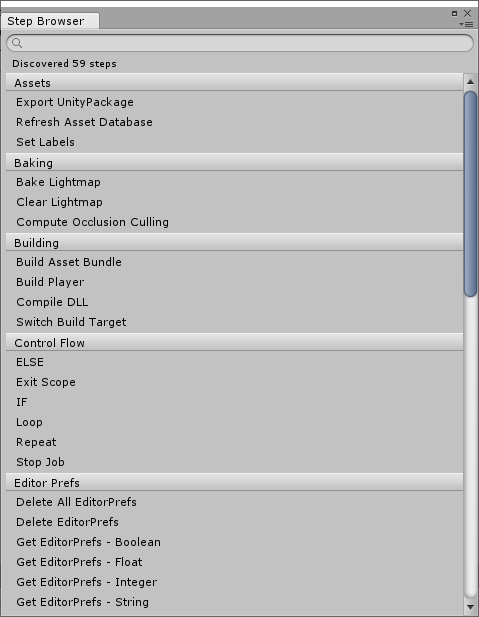 Step Browser
Discovered 59 steps
Assets
Export UnityPackage
Refresh Asset Database
Set Labels
Baking
Bake Lightmap
Clear Lightmap
Compute Occlusion Culling
Building
Build Asset Bundle
Build Player
Compile DLL
Switch Build Target
Control Flow
ELSE
Exit Scope
IF
Loop
Repeat
Stop Job
Editor Prefs
Delete All EditorPrefs
Delete EditorPrefs
Get EditorPrefs - Boolean
Get EditorPrefs - Float
Get EditorPrefs - Integer
Get EditorPrefs - String